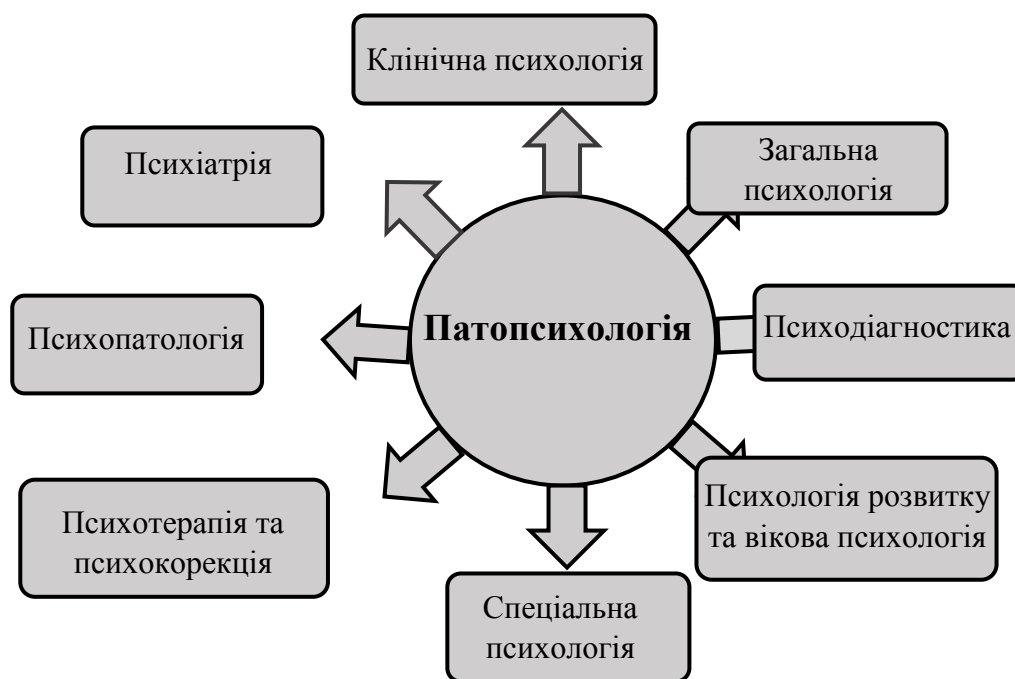 Клінічна психологія
Психіатрія
Загальна
психологія
Психопатологія
Патопсихологія
Психодіагностика
Психотерапія та
психокорекція
Психологія розвитку
та вікова психологія
Спеціальна
психологія